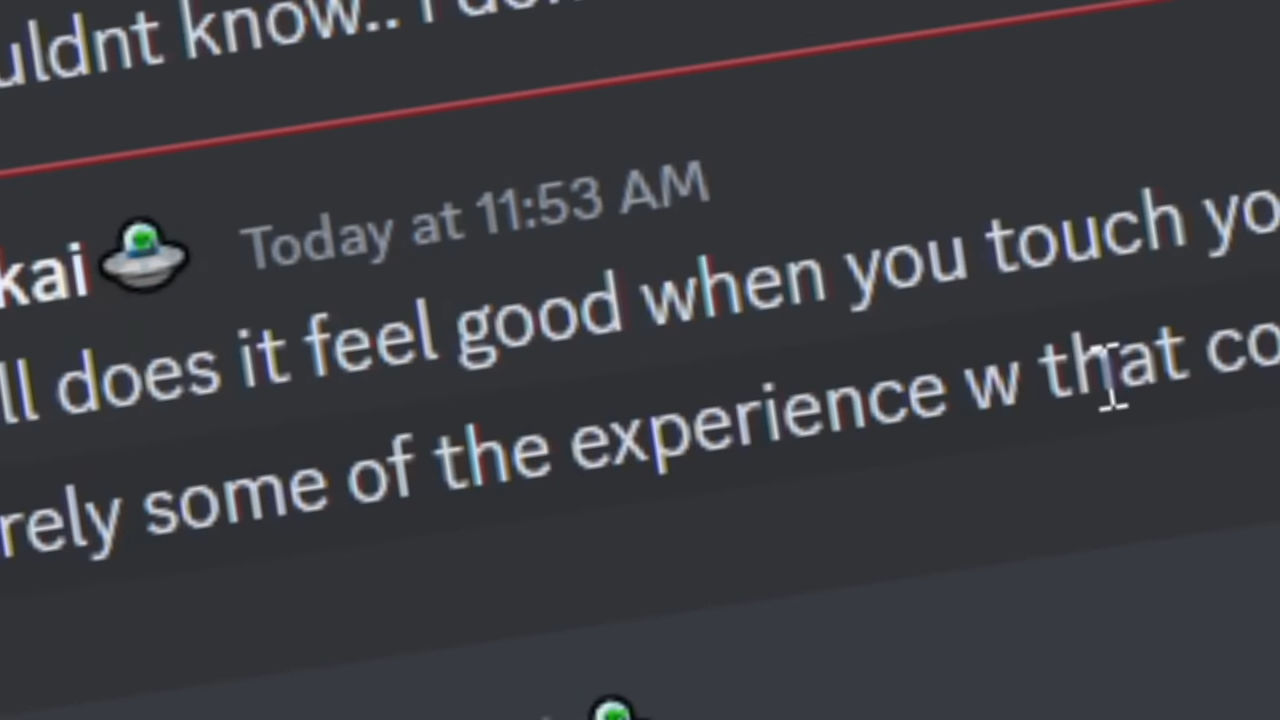 uldnt know.. I don
kai Today at 11:53 AM
ll does it feel good when you touch yo
rely some of the experience w that co